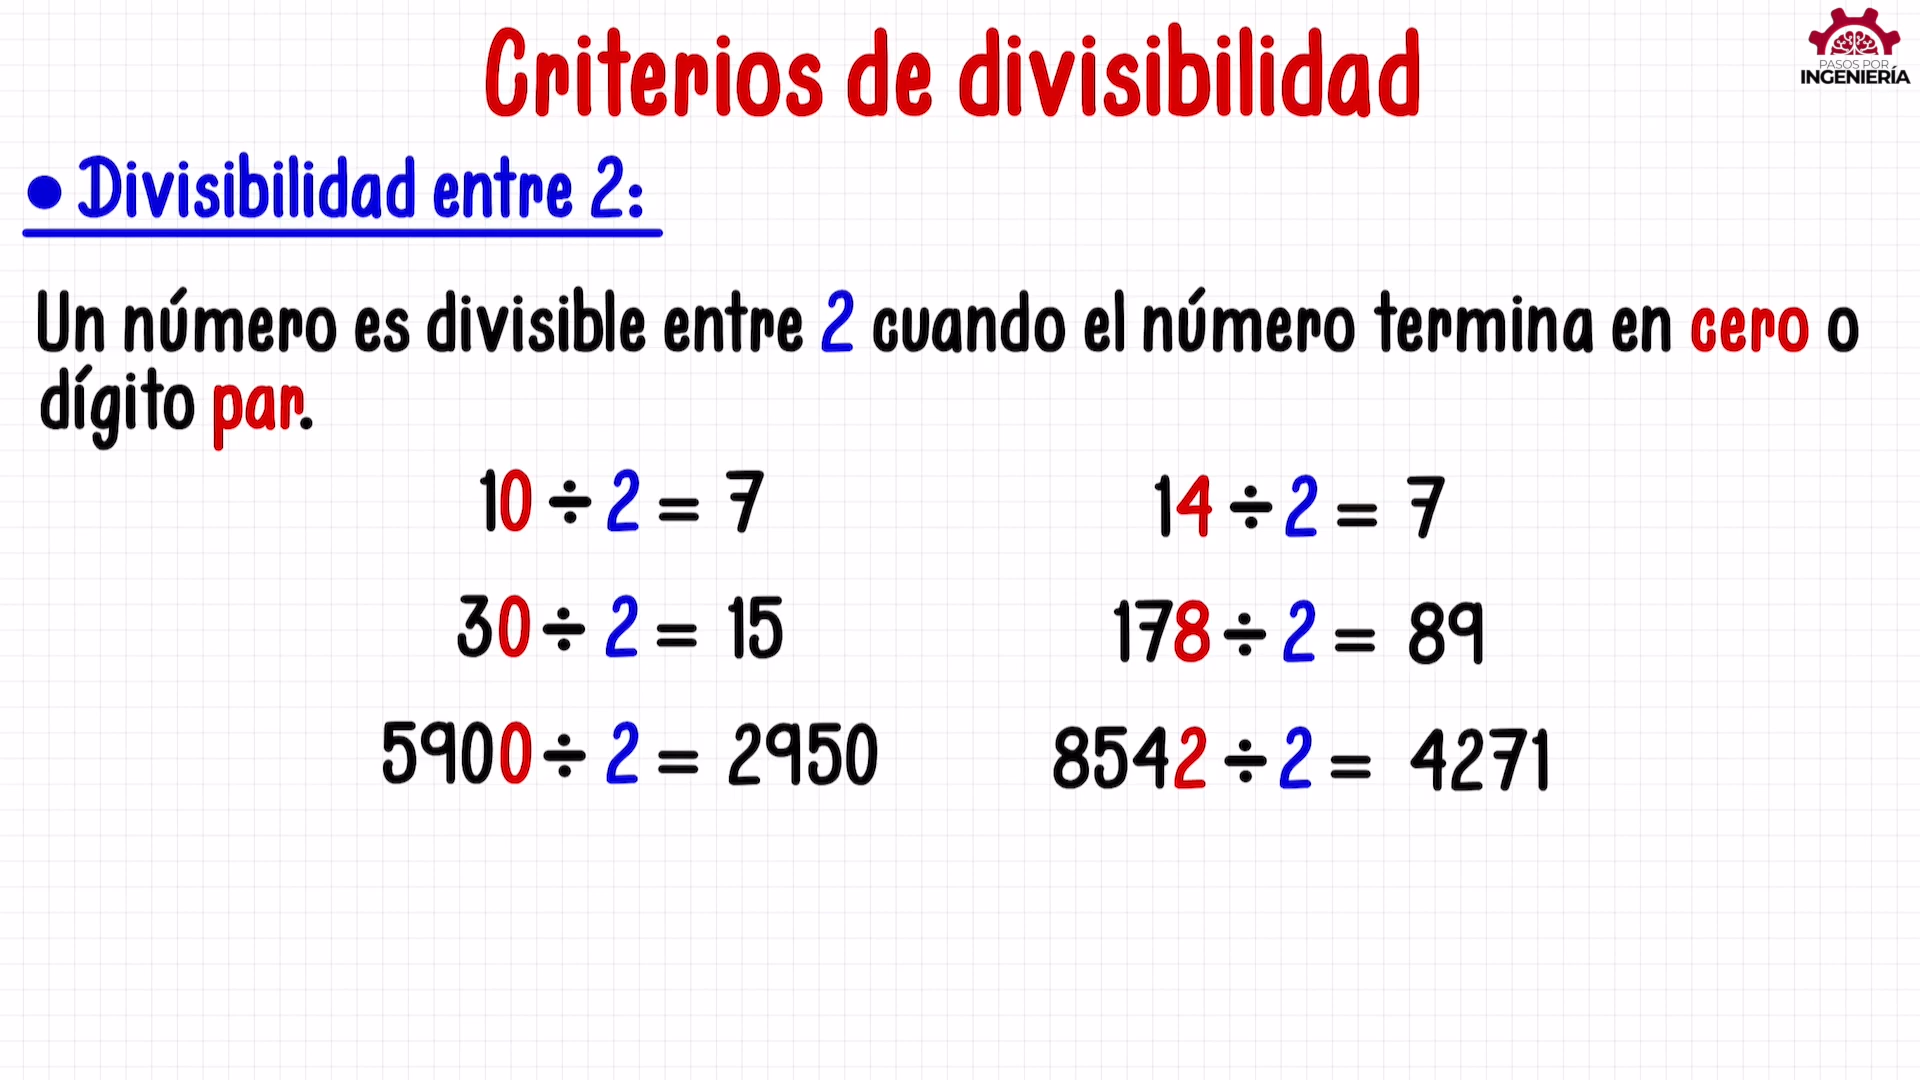 Criterios de divisibilidad
PASOS POR
INGENIERÍA
• Divisibilidad entre 2:
Un número es divisible entre 2 cuando el número termina en cero o
dígito par.
10 ÷ 2 = 7
14 ÷ 2 = 7
30 ÷ 2 = 15
178 ÷ 2 = 89
5900 ÷ 2 = 2950
8542 ÷ 2 = 4271